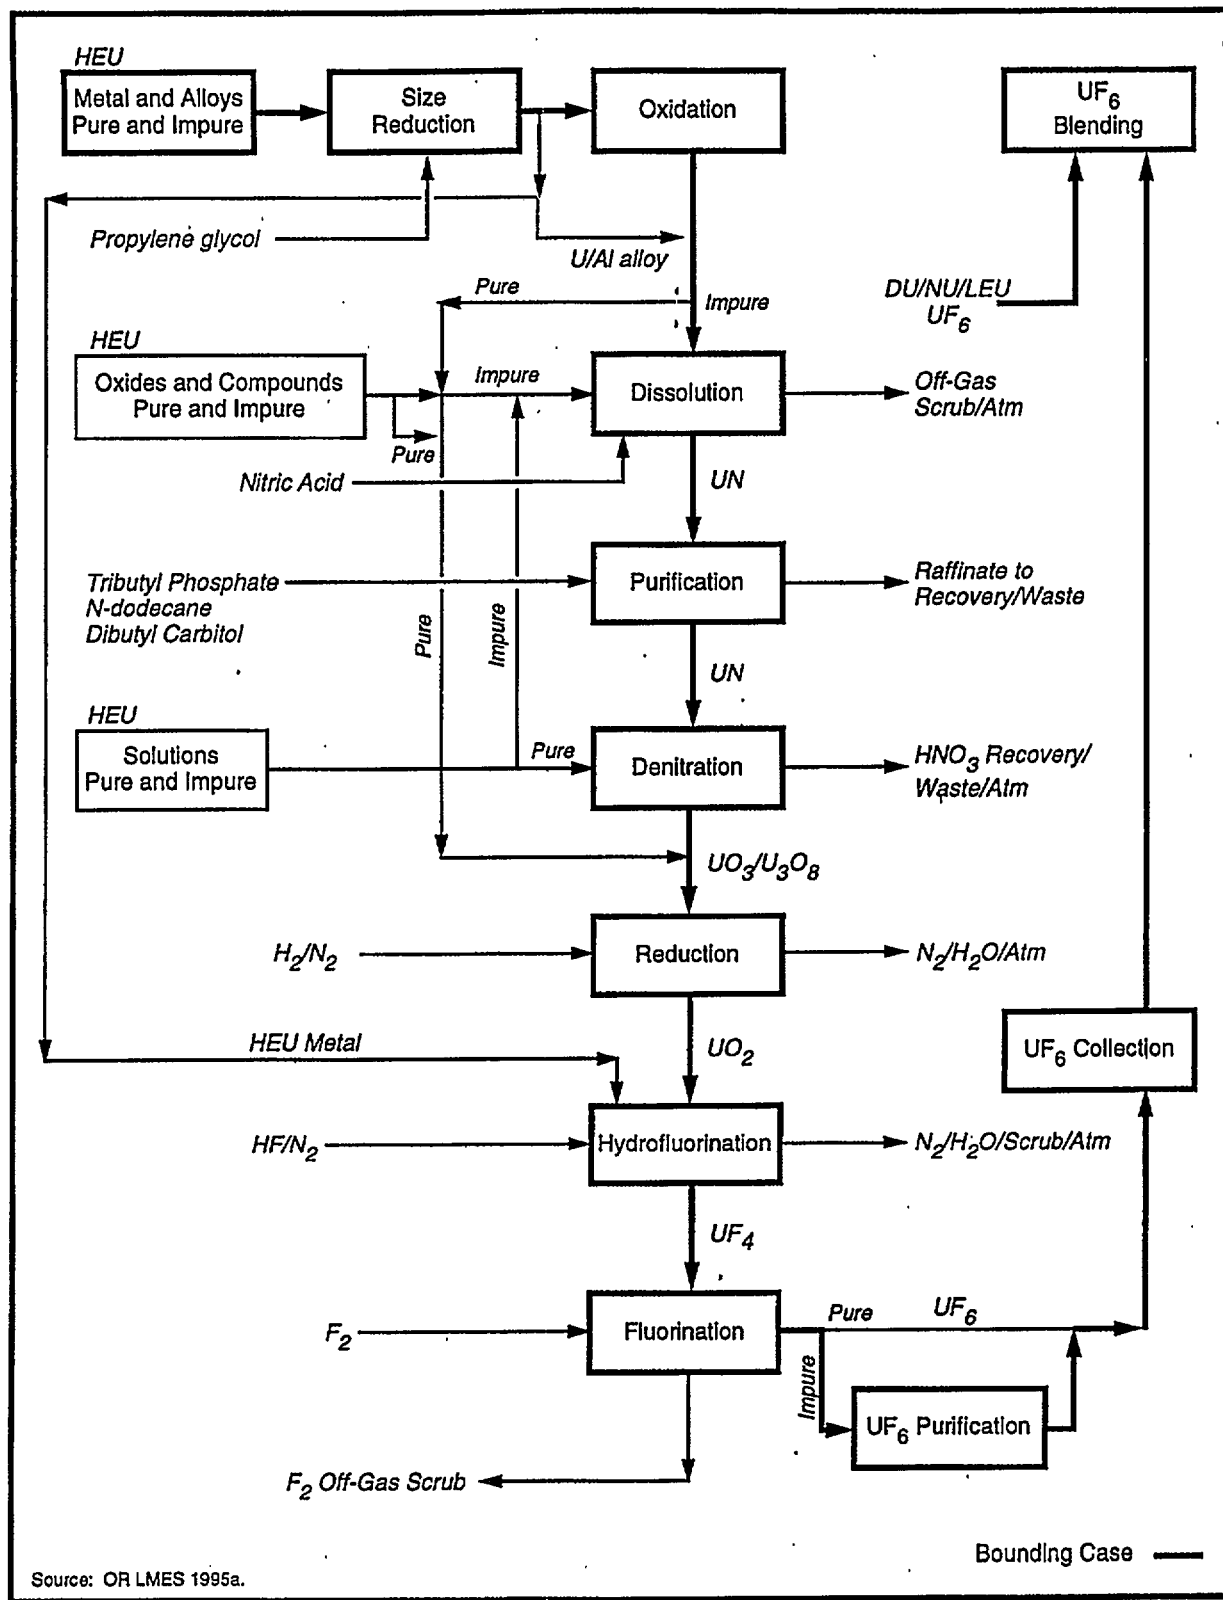 HEU
Metal and Alloys
Pure and Impure
Size
Reduction
Oxidation
UF6
Blending
Propylene glycol
U/Al alloy
Pure
Impure
DU/NU/LEU
UF6
HEU
Oxides and Compounds
Pure and Impure
Impure
Pure
Dissolution
Off-Gas
Scrub/Atm
Nitric Acid
UN
Tributyl Phosphate
N-dodecane
Dibutyl Carbitol
Pure
Impure
Purification
Raffinate to
Recovery/Waste
UN
HEU
Solutions
Pure and Impure
Pure
Denitration
HNO3 Recovery/
Waste/Atm
UO3/U3O8
H2/N2
Reduction
N2/H2O/Atm
HEU Metal
UO2
UF6 Collection
HF/N2
Hydrofluorination
N2/H2O/Scrub/Atm
UF4
F2
Fluorination
Pure
UF6
Impure
UF6 Purification
F2 Off-Gas Scrub
Bounding Case
Source: OR LMES 1995a.